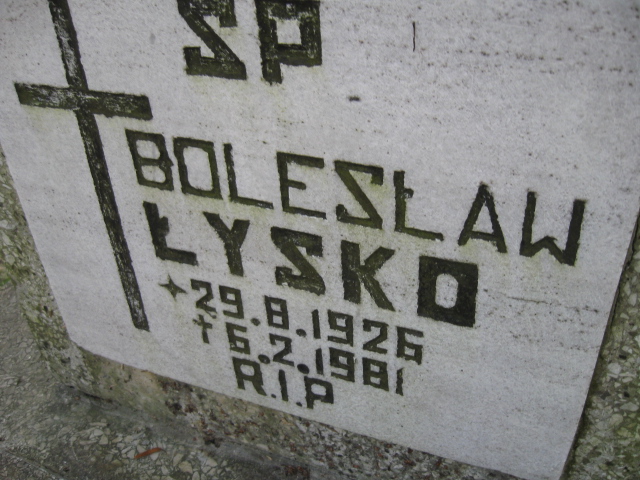 SP
BOLESŁAW
ŁYSKO
29.8.1926
6.2.1981
R.I.P